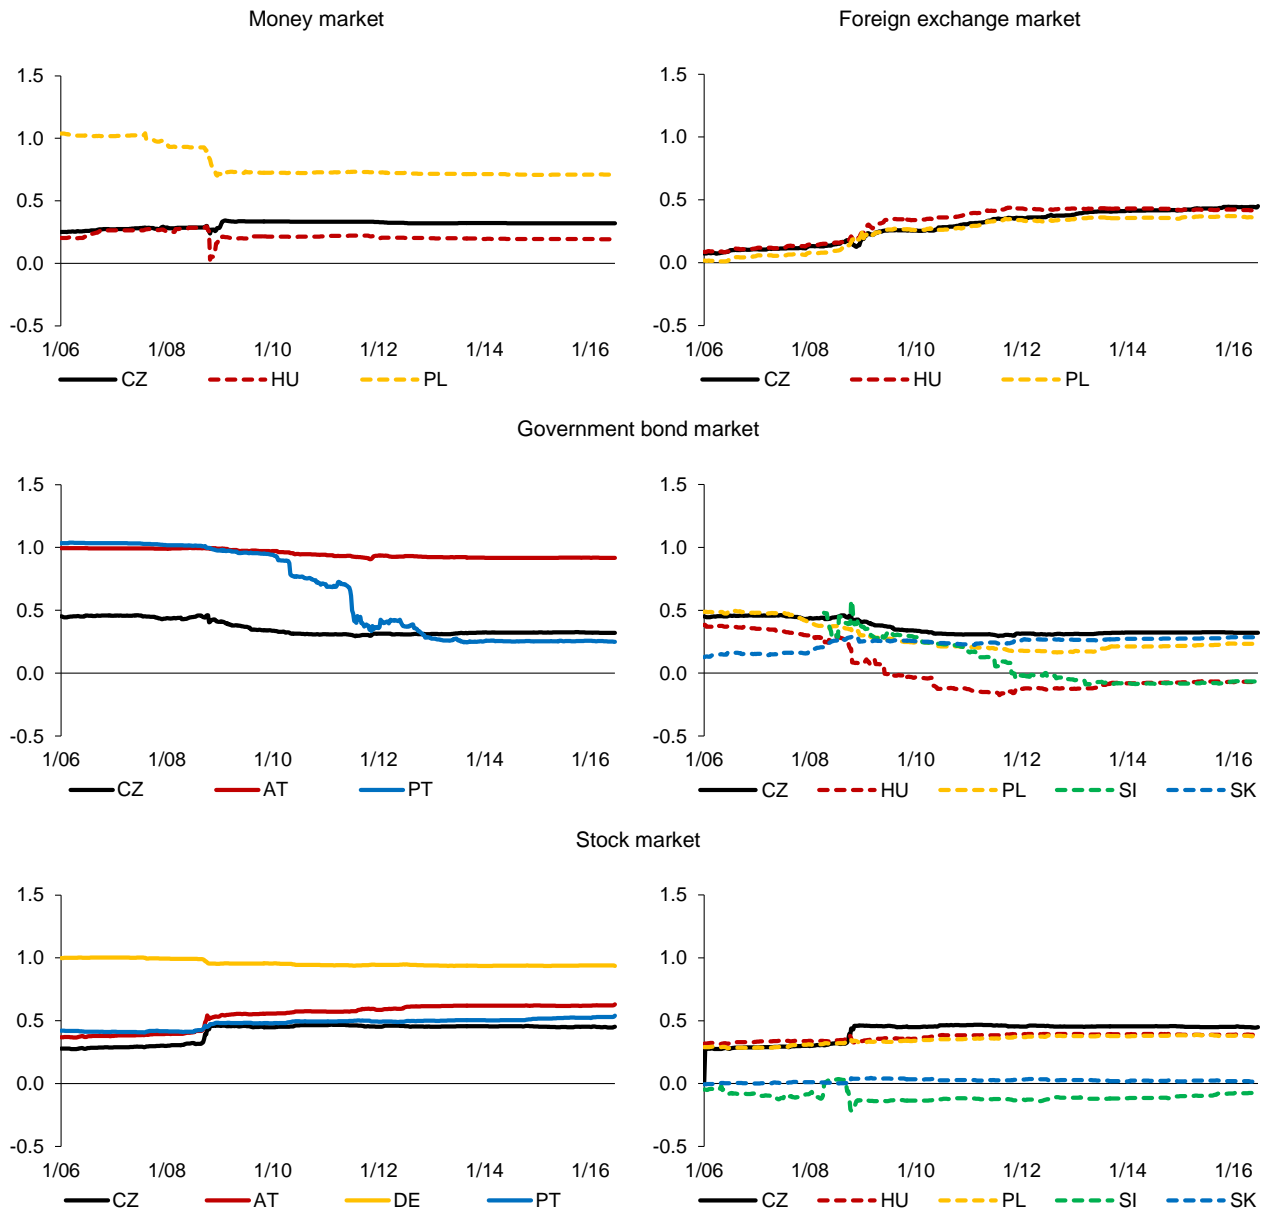 Money market
Foreign exchange market
1.5
1.0
0.5
0.0
-0.5
1/06 1/08 1/10 1/12 1/14 1/16
CZ HU PL
1.5
1.0
0.5
0.0
-0.5
1/06 1/08 1/10 1/12 1/14 1/16
CZ HU PL
Government bond market
1.5
1.0
0.5
0.0
-0.5
1/06 1/08 1/10 1/12 1/14 1/16
CZ AT PT
1.5
1.0
0.5
0.0
-0.5
1/06 1/08 1/10 1/12 1/14 1/16
CZ HU PL SI SK
Stock market
1.5
1.0
0.5
0.0
-0.5
1/06 1/08 1/10 1/12 1/14 1/16
CZ AT DE PT
1.5
1.0
0.5
0.0
-0.5
1/06 1/08 1/10 1/12 1/14 1/16
CZ HU PL SI SK